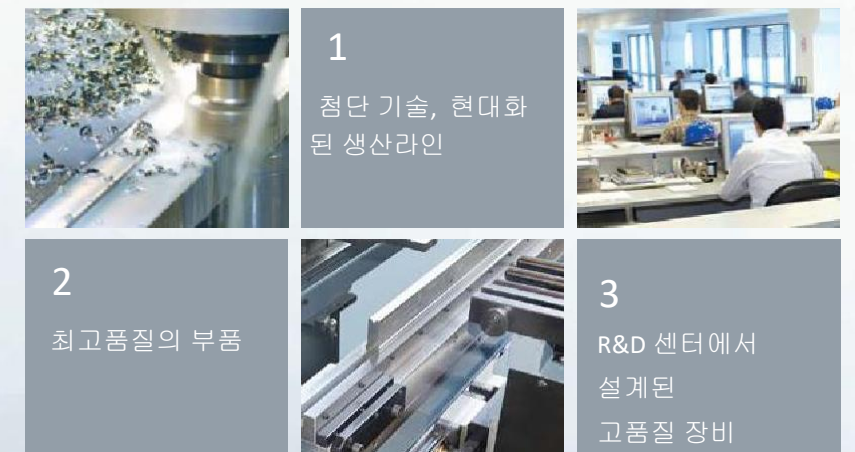 1
첨단 기술, 현대화
된 생산라인
2
최고품질의 부품
3
R&D 센터에서
설계된
고품질 장비